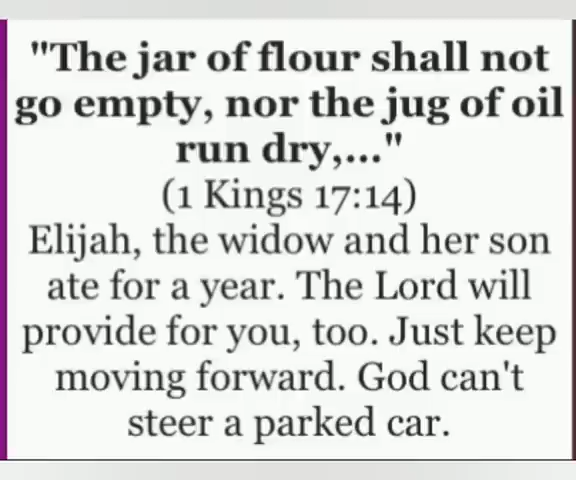 "The jar of flour shall not
go empty, nor the jug of oil
run dry,..."
(1 Kings 17:14)
Elijah, the widow and her son
ate for a year. The Lord will
provide for you, too. Just keep
moving forward. God can't
steer a parked car.